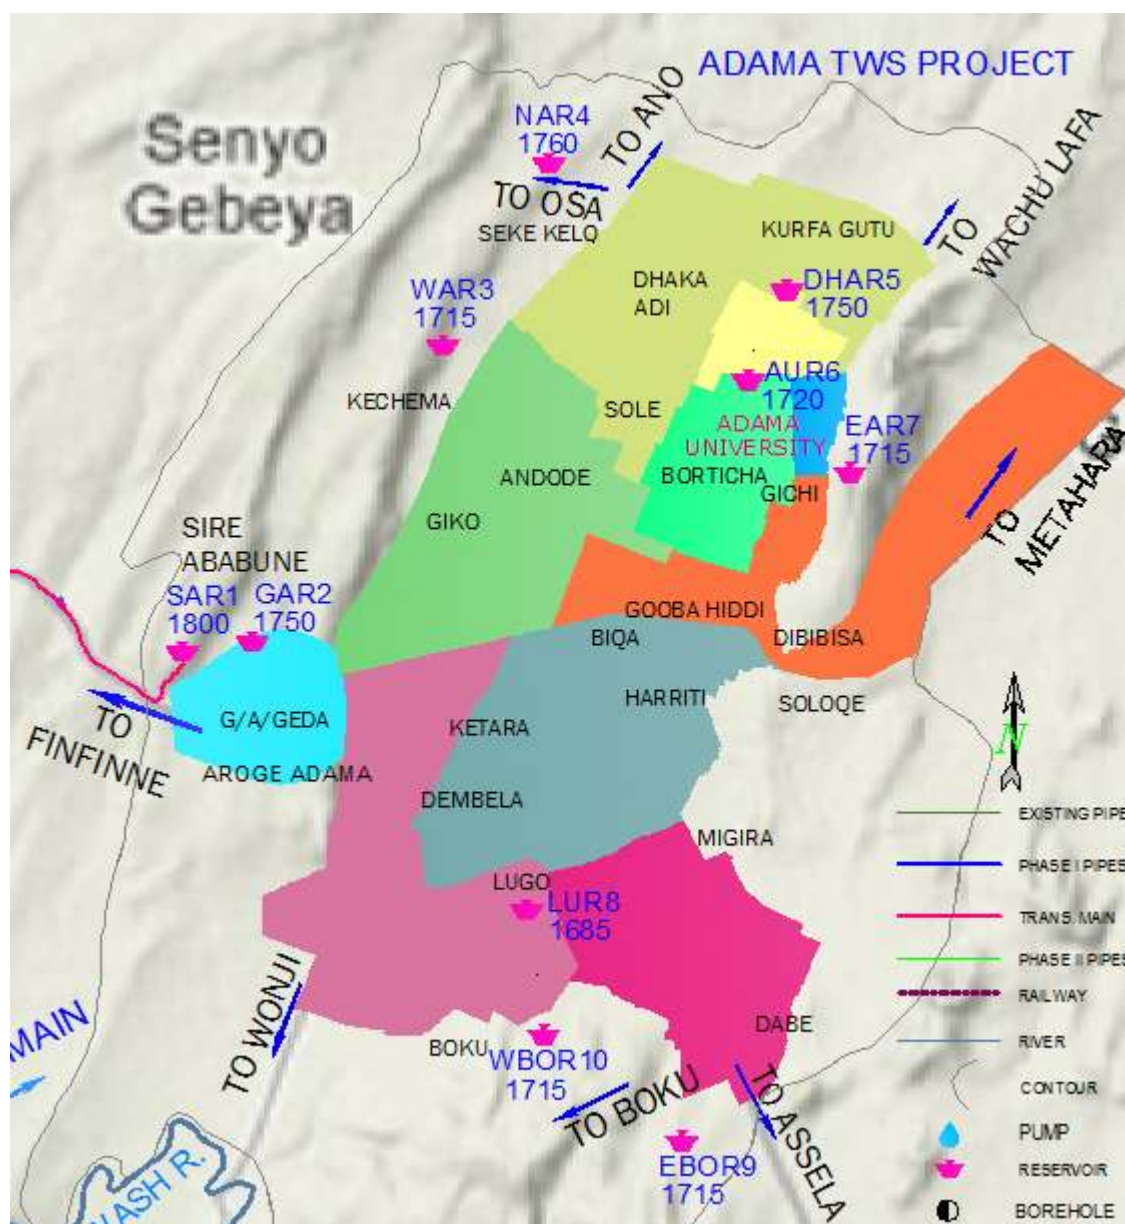 ADAMA TWS PROJECT
Senyo
Gebeya
NAR4
1760
TO ANO
TO OSA
SEKE KELO
KURFA GUTU
TO
WACHU LAFA
DHAKA
ADI
DHAR5
1750
WAR3
1715
KECHEMA
SOLE
AUR6
1720
ADAMA
UNIVERSITY
EAR7
1715
ANDODE
BORTICHA
GICHI
GIKO
TO
METAHARA
SIRE
ABABUNE
SAR1
1800
GAR2
1750
GOOBA HIDDI
BIQA
DIBIBISA
HARRITI
SOLOQE
G/A/GEDA
KETARA
TO
FINFINNE
AROGE ADAMA
DEMBELA
N
MIGIRA
LUGO
LUR8
1685
DABE
TO WONJI
BOKU
WBOR10
1715
TO BOKU
TO ASSELA
EBOR9
1715
MAIN
WASH R.
EXISTING PIPE
PHASE I PIPES
TRANS. MAIN
PHASE II PIPES
RAILWAY
RIVER
CONTOUR
PUMP
RESERVOIR
BOREHOLE